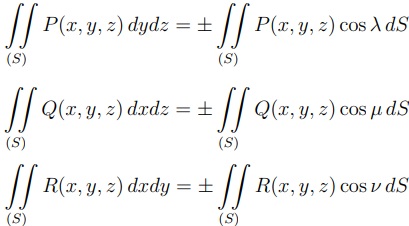 ∬_(S) P(x, y, z) dydz = ± ∬_(S) P(x, y, z) cos λ dS
∬_(S) Q(x, y, z) dxdz = ± ∬_(S) Q(x, y, z) cos μ dS
∬_(S) R(x, y, z) dxdy = ± ∬_(S) R(x, y, z) cos ν dS